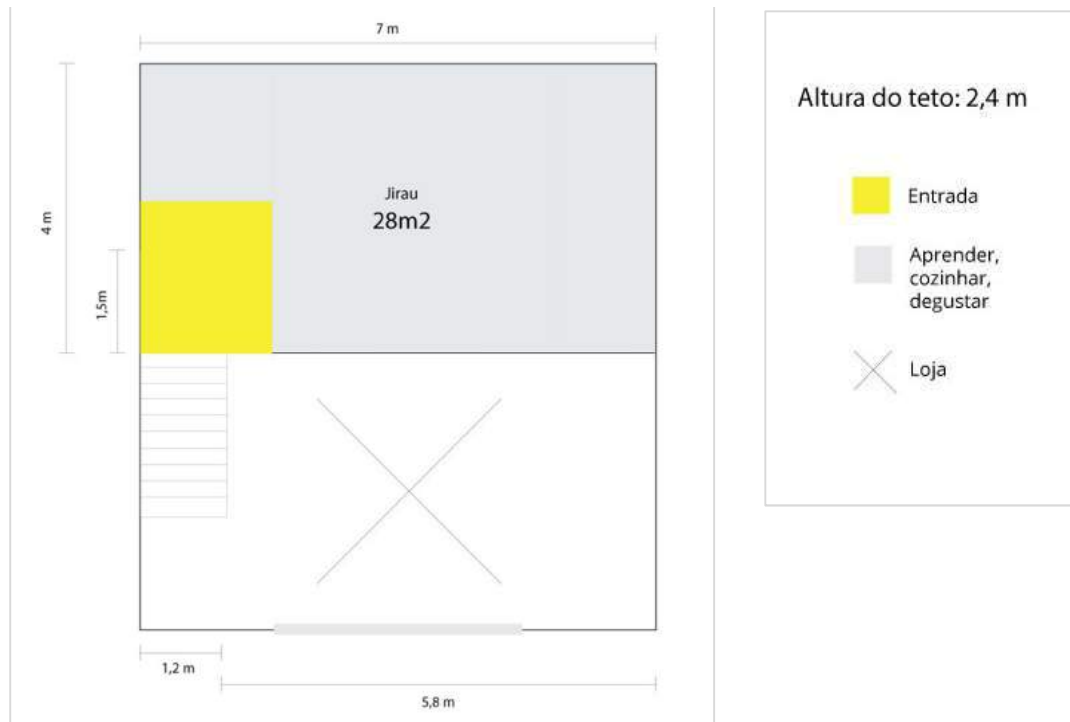 7 m
4 m
1,5m
Jirau
28m2
1,2 m
5,8 m
Altura do teto: 2,4 m
Entrada
Aprender,
cozinhar,
degustar
Loja